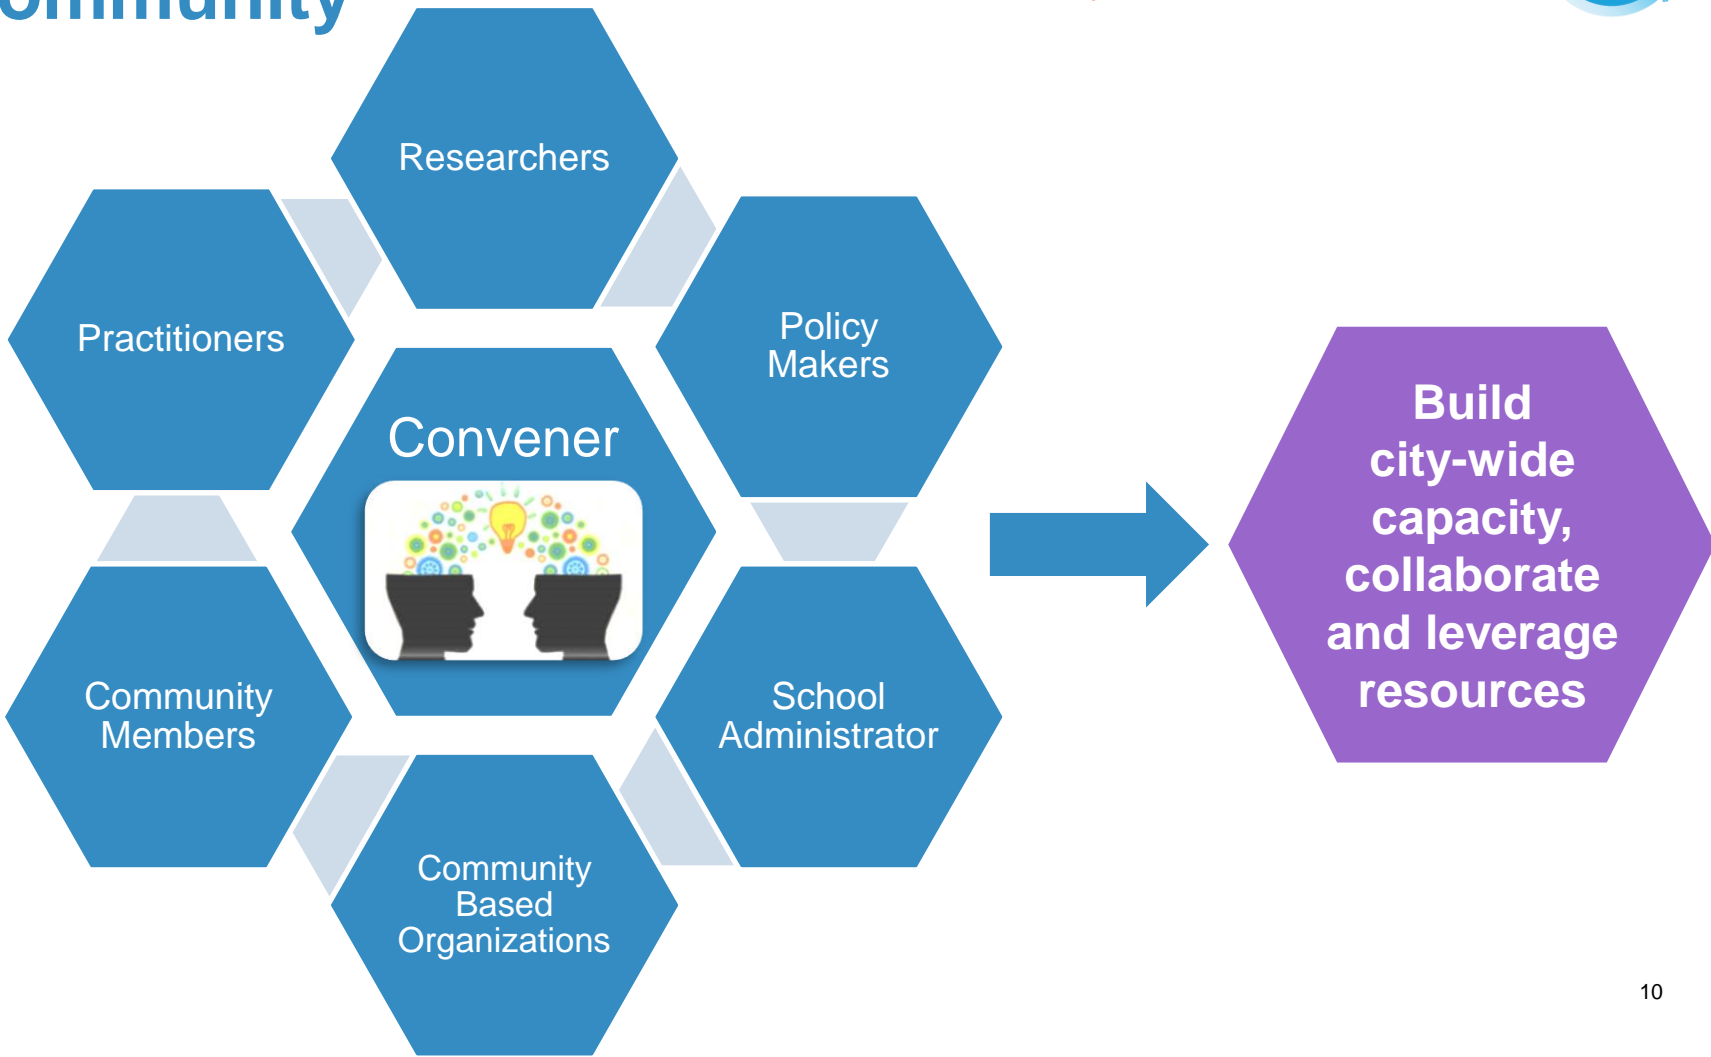 ommunity
Researchers
Practitioners
Policy
Makers
Convener
Build
city-wide
capacity,
collaborate
and leverage
resources
Community
Members
School
Administrator
Community
Based
Organizations
10